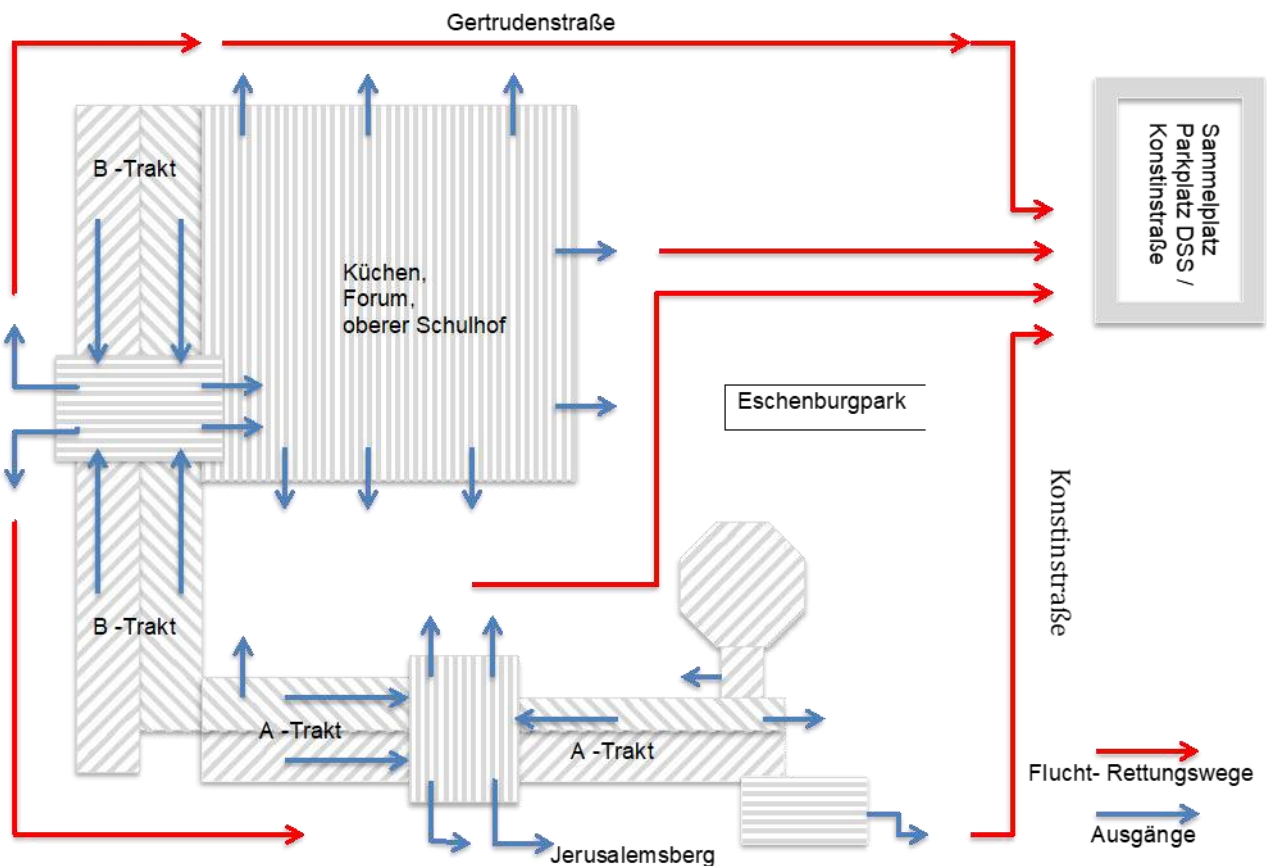 Gertrudenstraße
B -Trakt
Sammelplatz
Parkplatz DSS /
Konstinstraße
Küchen,
Forum,
oberer Schulhof
Eschenburgpark
Konstinstraße
B -Trakt
A -Trakt
A -Trakt
Flucht- Rettungswege
Ausgänge
Jerusalemsberg